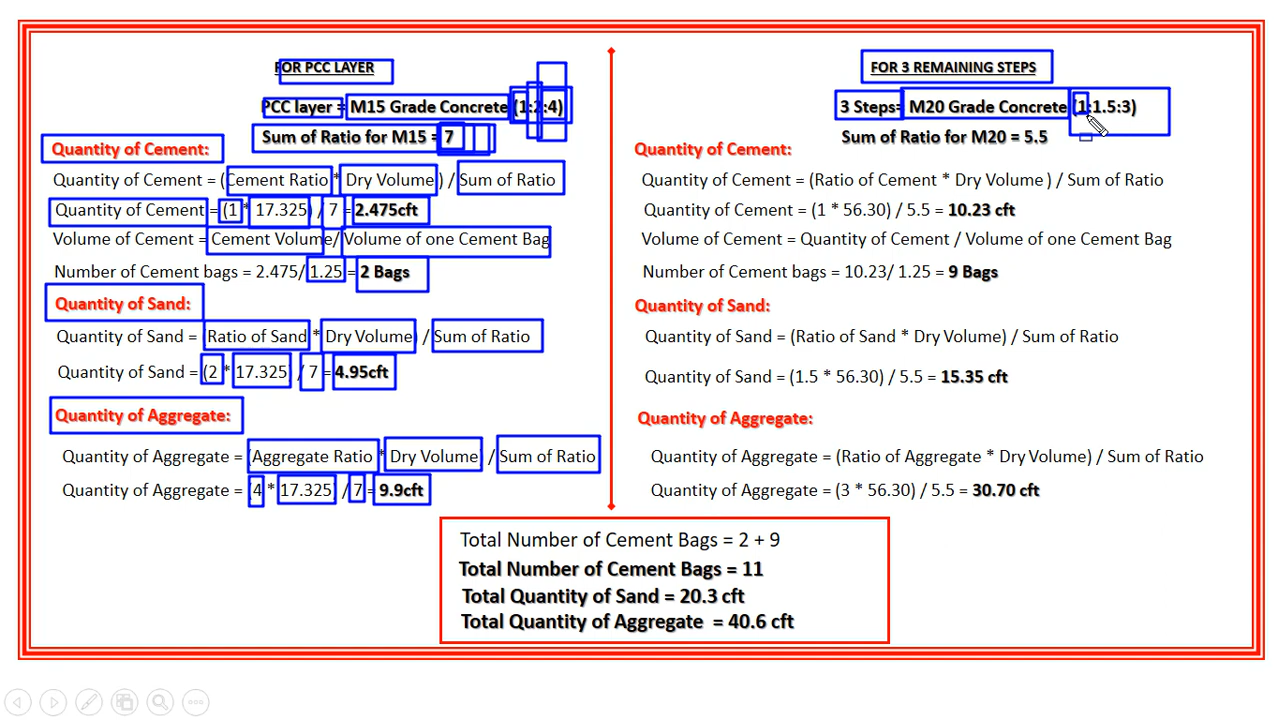 FOR PCC LAYER
PCC layer = M15 Grade Concrete (1:2:4)
Sum of Ratio for M15 = 7
Quantity of Cement:
Quantity of Cement = (Cement Ratio * Dry Volume ) / Sum of Ratio
Quantity of Cement = (1 * 17.325) / 7 = 2.475cft
Volume of Cement = Cement Volume/ Volume of one Cement Bag
Number of Cement bags = 2.475/ 1.25 = 2 Bags
Quantity of Sand:
Quantity of Sand = (Ratio of Sand * Dry Volume) / Sum of Ratio
Quantity of Sand = (2 * 17.325) / 7 = 4.95cft
Quantity of Aggregate:
Quantity of Aggregate = (Aggregate Ratio * Dry Volume) / Sum of Ratio
Quantity of Aggregate = (4 * 17.325) / 7 = 9.9cft
FOR 3 REMAINING STEPS
3 Steps= M20 Grade Concrete (1:1.5:3)
Sum of Ratio for M20 = 5.5
Quantity of Cement:
Quantity of Cement = (Ratio of Cement * Dry Volume ) / Sum of Ratio
Quantity of Cement = (1 * 56.30) / 5.5 = 10.23 cft
Volume of Cement = Quantity of Cement / Volume of one Cement Bag
Number of Cement bags = 10.23/ 1.25 = 9 Bags
Quantity of Sand:
Quantity of Sand = (Ratio of Sand * Dry Volume) / Sum of Ratio
Quantity of Sand = (1.5 * 56.30) / 5.5 = 15.35 cft
Quantity of Aggregate:
Quantity of Aggregate = (Ratio of Aggregate * Dry Volume) / Sum of Ratio
Quantity of Aggregate = (3 * 56.30) / 5.5 = 30.70 cft
Total Number of Cement Bags = 2 + 9
Total Number of Cement Bags = 11
Total Quantity of Sand = 20.3 cft
Total Quantity of Aggregate = 40.6 cft